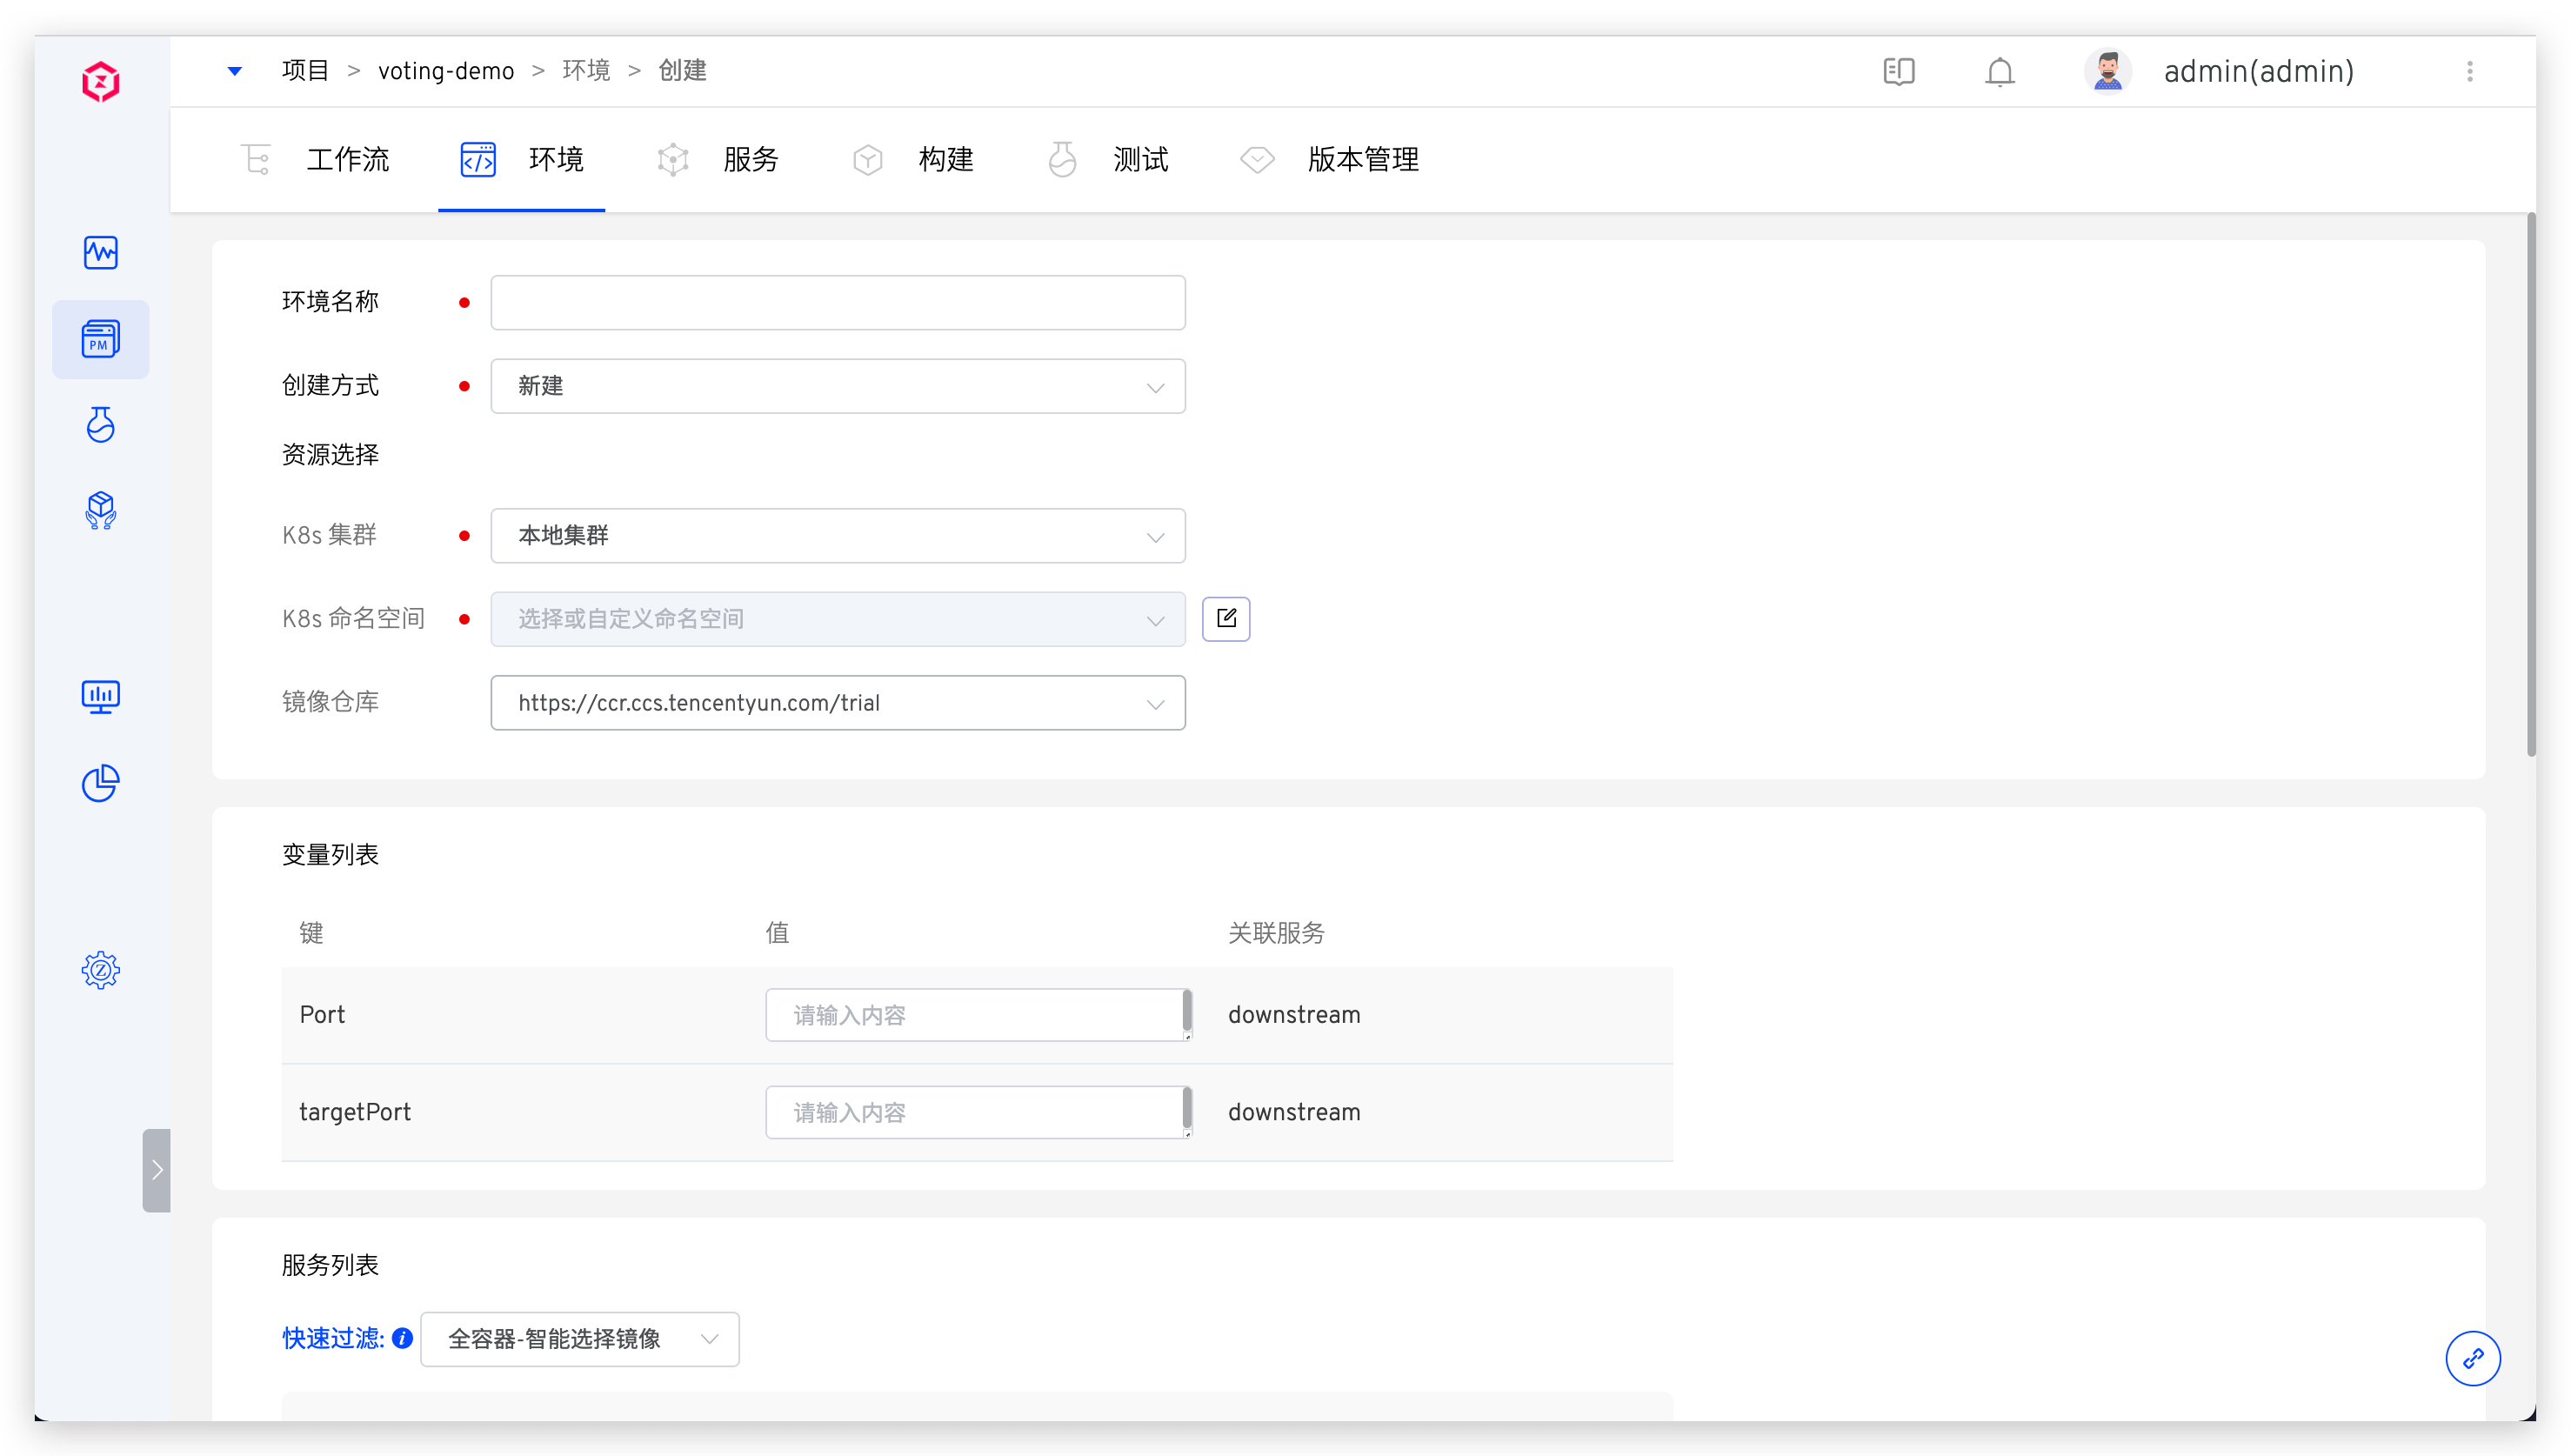 项目 > voting-demo > 环境 > 创建
admin(admin)
工作流 环境 服务 构建 测试 版本管理
PM
环境名称
创建方式 新建
资源选择
K8s 集群 本地集群
K8s 命名空间 选择或自定义命名空间
镜像仓库 https://ccr.ccs.tencentyun.com/trial
变量列表
键 值 关联服务
Port 请输入内容 downstream
targetPort 请输入内容 downstream
服务列表
快速过滤: 全容器-智能选择镜像